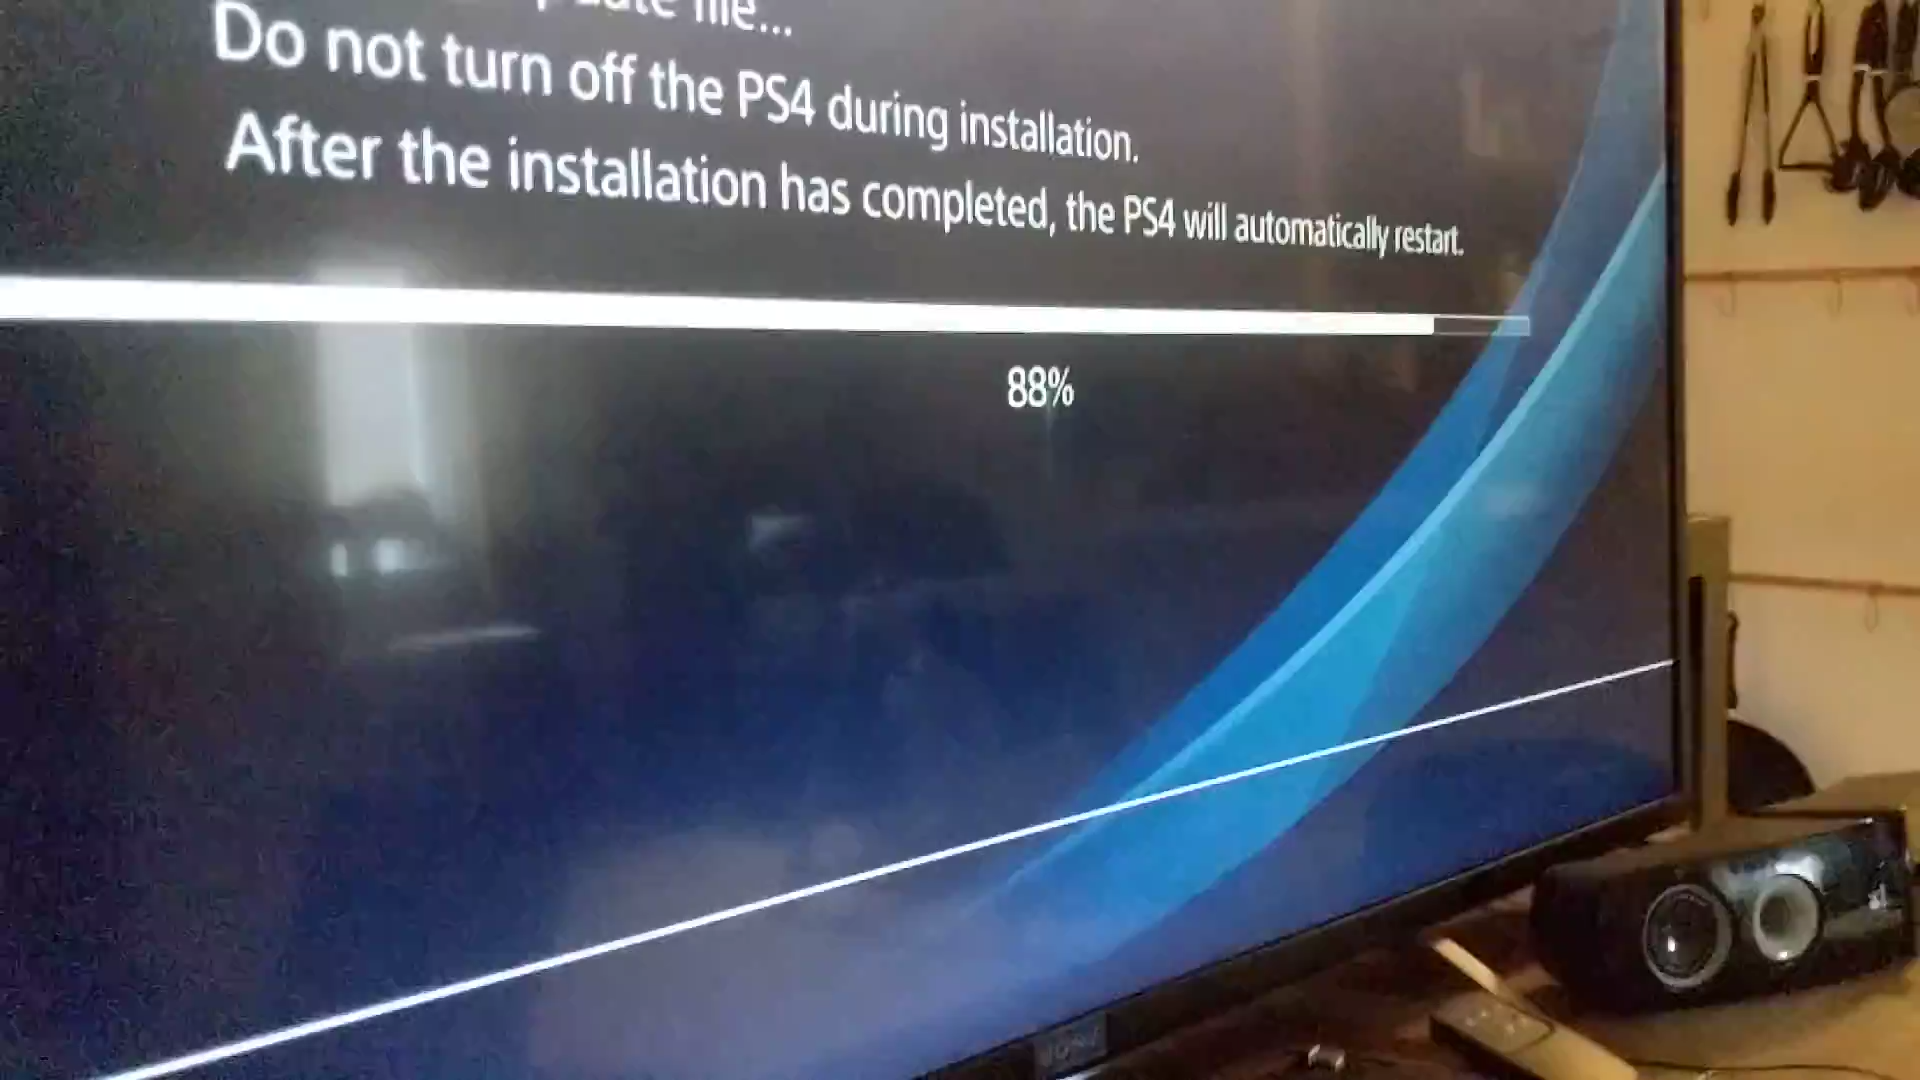 file...
Do not turn off the PS4 during installation.
After the installation has completed, the PS4 will automatically restart.
88%